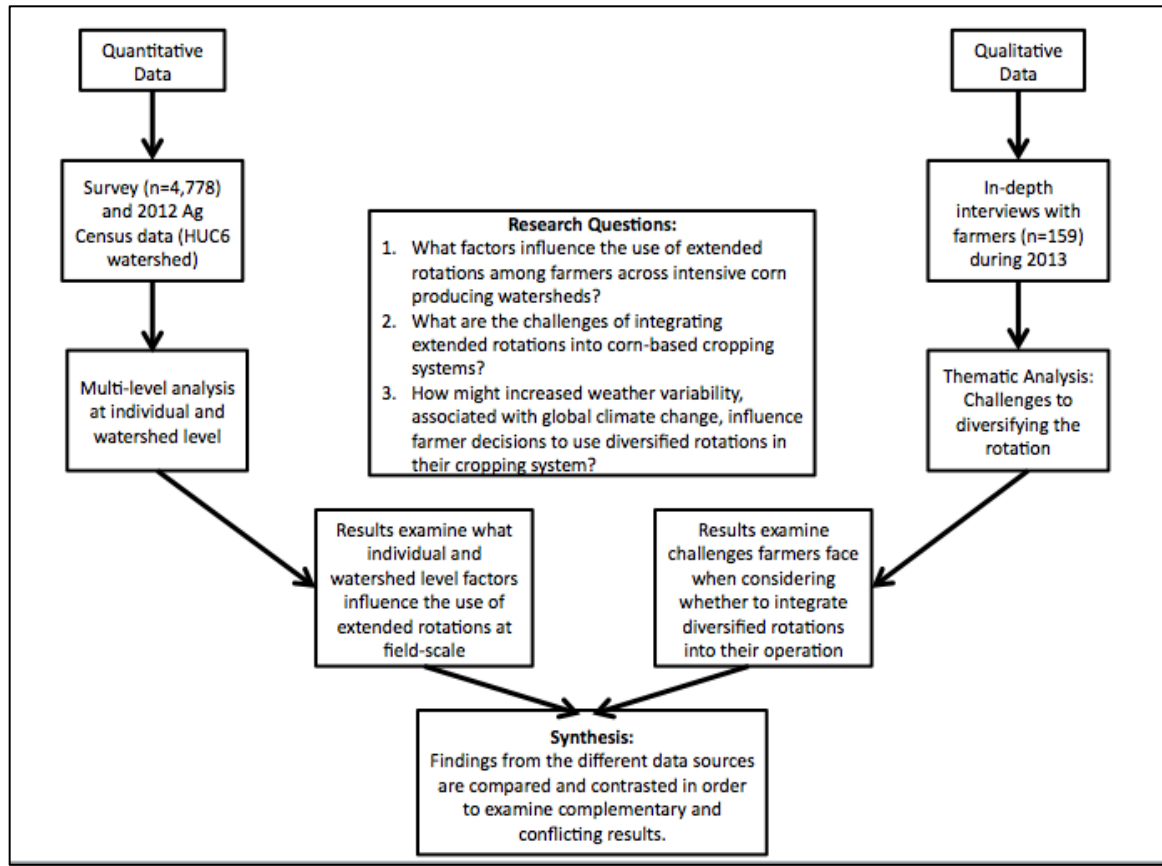 Quantitative
Data
Qualitative
Data
Survey (n=4,778)
and 2012 Ag
Census data (HUC6
watershed)
In-depth
interviews with
farmers (n=159)
during 2013
Research Questions:
1. What factors influence the use of extended
rotations among farmers across intensive corn
producing watersheds?
2. What are the challenges of integrating
extended rotations into corn-based cropping
systems?
3. How might increased weather variability,
associated with global climate change, influence
farmer decisions to use diversified rotations in
their cropping system?
Multi-level analysis
at individual and
watershed level
Thematic Analysis:
Challenges to
diversifying the
rotation
Results examine what
individual and
watershed level factors
influence the use of
extended rotations at
field-scale
Results examine
challenges farmers face
when considering
whether to integrate
diversified rotations
into their operation
Synthesis:
Findings from the different data sources
are compared and contrasted in order
to examine complementary and
conflicting results.